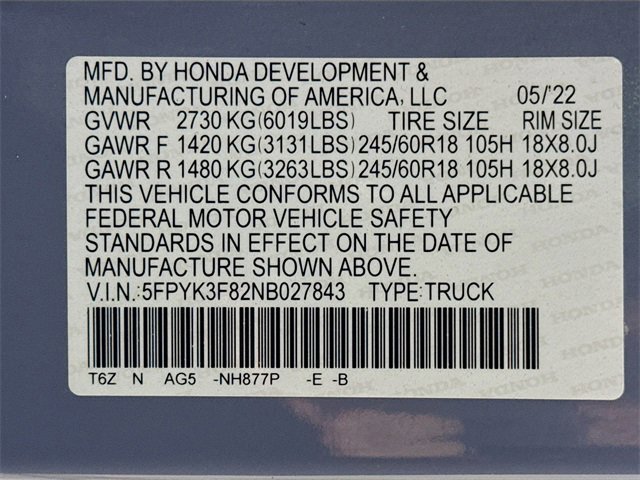 MFD. BY HONDA DEVELOPMENT &
MANUFACTURING OF AMERICA, LLC 05/'22
GVWR 2730 KG(6019LBS) TIRE SIZE RIM SIZE
GAWR F 1420 KG(3131LBS) 245/60R18 105H 18X8.0J
GAWR R 1480 KG(3263LBS) 245/60R18 105H 18X8.0J
THIS VEHICLE CONFORMS TO ALL APPLICABLE
FEDERAL MOTOR VEHICLE SAFETY
STANDARDS IN EFFECT ON THE DATE OF
MANUFACTURE SHOWN ABOVE.
V.I.N.:5FPYK3F82NB027843 TYPE:TRUCK
T6Z N AG5 -NH877P -E -B